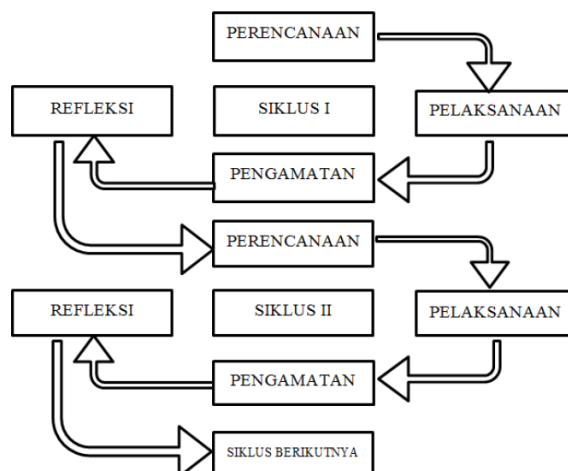 PERENCANAAN
REFLEKSI
SIKLUS I
PELAKSANAAN
PENGAMATAN
PERENCANAAN
REFLEKSI
SIKLUS II
PELAKSANAAN
PENGAMATAN
SIKLUS BERIKUTNYA